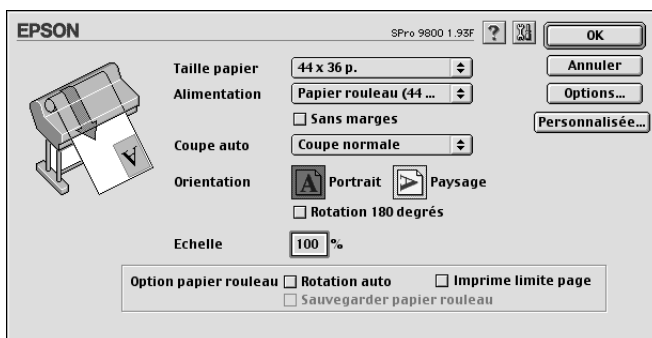 EPSON
SPro 9800 1.93F
?
OK
Taille papier
44 x 36 p.
Annuler
Alimentation
Papier rouleau (44 ...
Options...
Sans marges
Personnalisée...
Coupe auto
Coupe normale
Orientation
A
Portrait
A
Paysage
Rotation 180 degrés
Echelle
100
%
Option papier rouleau
Rotation auto
Imprime limite page
Sauvegarder papier rouleau
A